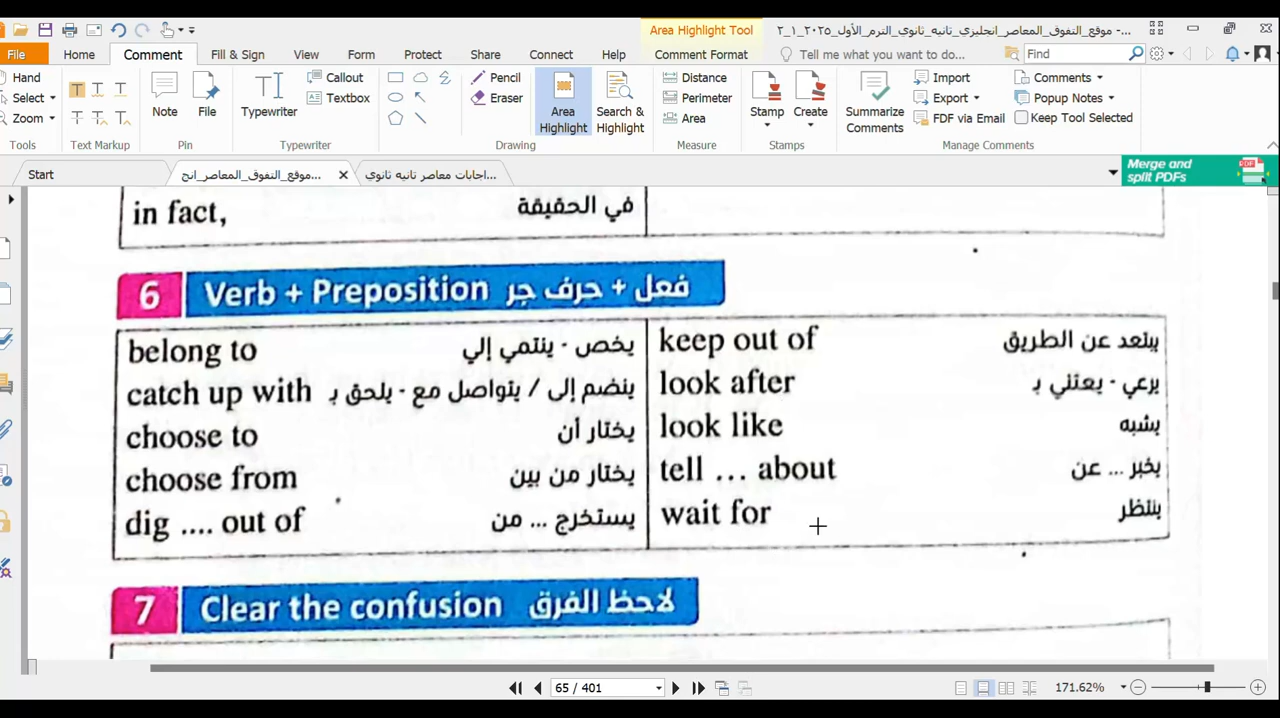 Area Highlight Tool
موقع_التفوق_المعاصر_انجليزي_ثانيه_ثانوي_الترم_الأول_٢٠٢٥_١_٢ - ...
File Home Comment Fill & Sign View Form Protect Share Connect Help Comment Format Tell me what you want to do... Find
Hand
Select
Zoom
Tools
Text Markup
Note
File
Pin
Typewriter
Callout
Textbox
Typewriter
Pencil
Eraser
Area Highlight
Search & Highlight
Drawing
Distance
Perimeter
Area
Measure
Stamp
Create
Stamps
Summarize Comments
Import
Export
FDF via Email
Comments
Popup Notes
Keep Tool Selected
Manage Comments
Start
موقع_التفوق_المعاصر_انج...
اجابات معاصر ثانيه ثانوي...
Merge and split PDFs
in fact, في الحقيقة
6 Verb + Preposition فعل + حرف جر
belong to يخص - ينتمي إلي
catch up with ينضم إلى / يتواصل مع - يلحق بـ
choose to يختار أن
choose from يختار من بين
dig .... out of يستخرج ... من
keep out of يبتعد عن الطريق
look after يرعي - يعتني بـ
look like يشبه
tell ... about يخبر ... عن
wait for ينتظر
7 Clear the confusion لاحظ الفرق
65 / 401
171.62%